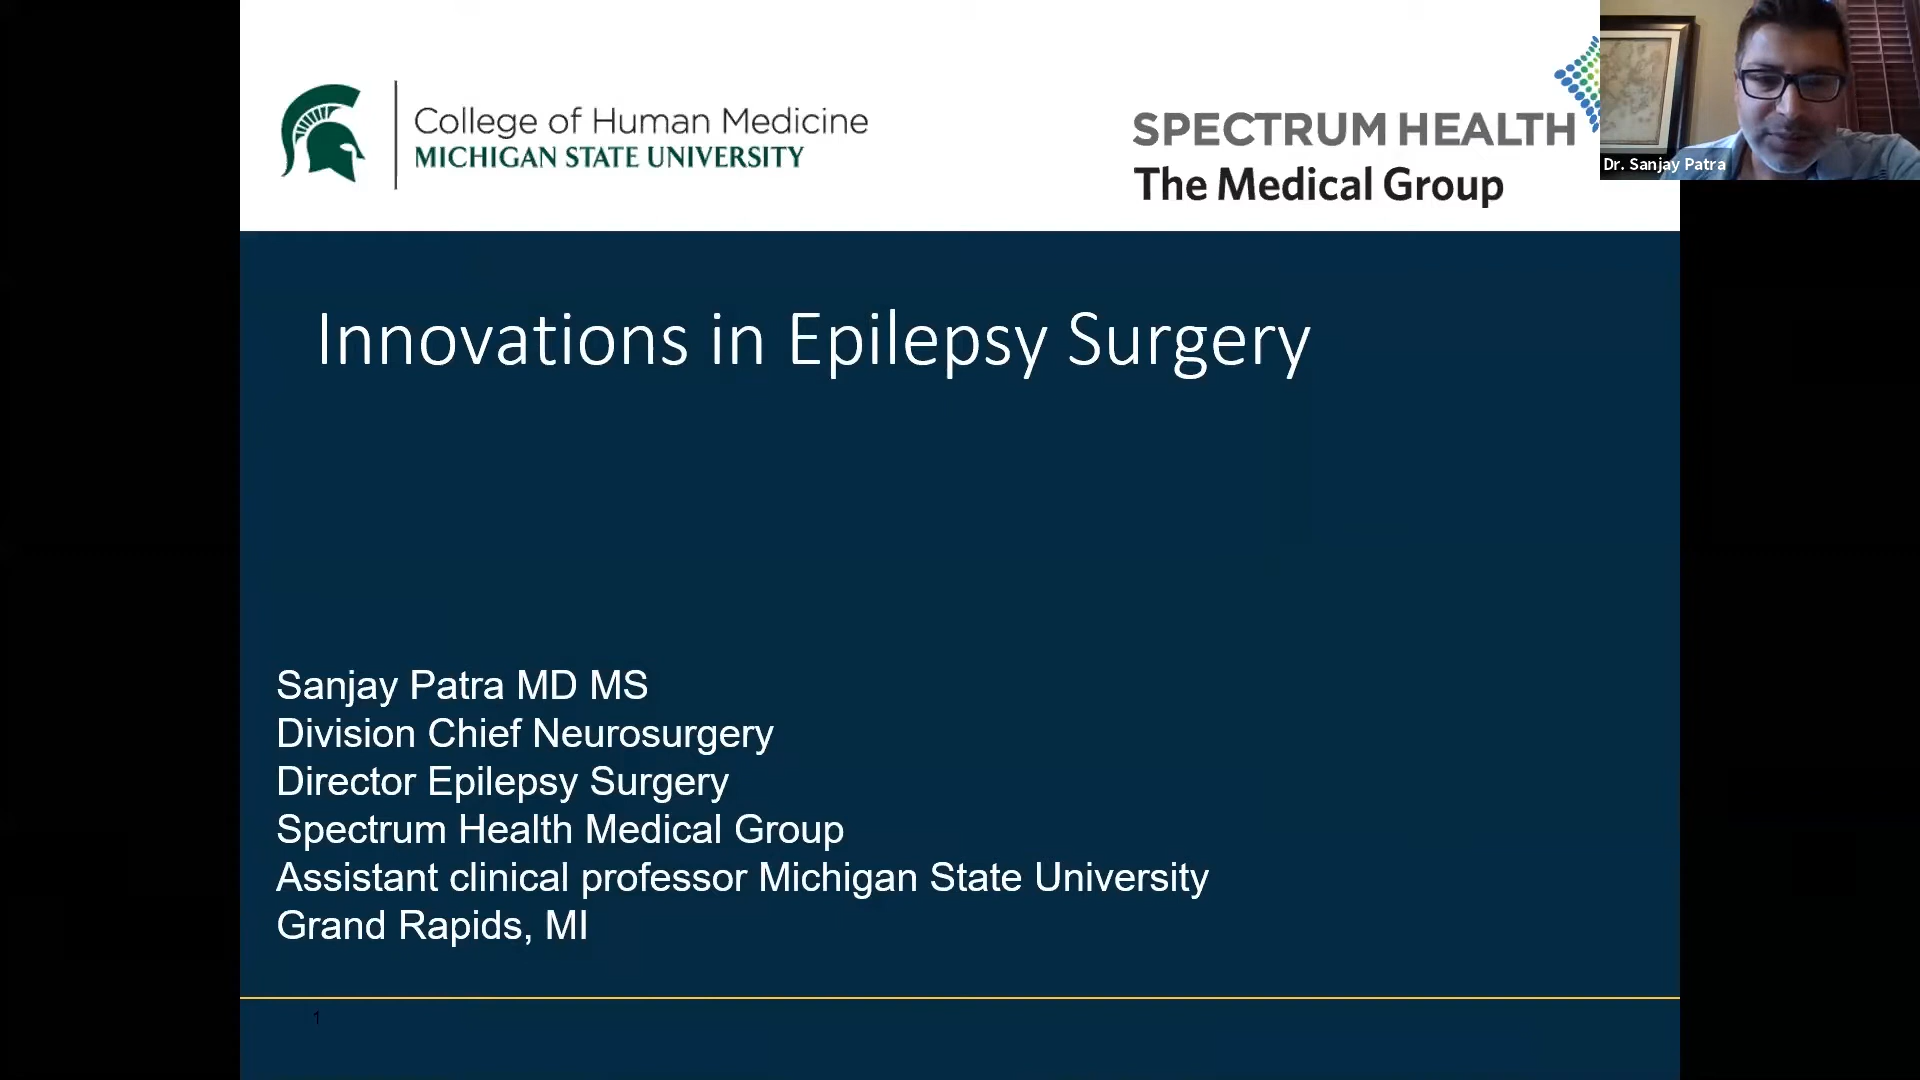 College of Human Medicine
MICHIGAN STATE UNIVERSITY
SPECTRUM HEALTH
The Medical Group
Dr. Sanjay Patra
Innovations in Epilepsy Surgery
Sanjay Patra MD MS
Division Chief Neurosurgery
Director Epilepsy Surgery
Spectrum Health Medical Group
Assistant clinical professor Michigan State University
Grand Rapids, MI
1